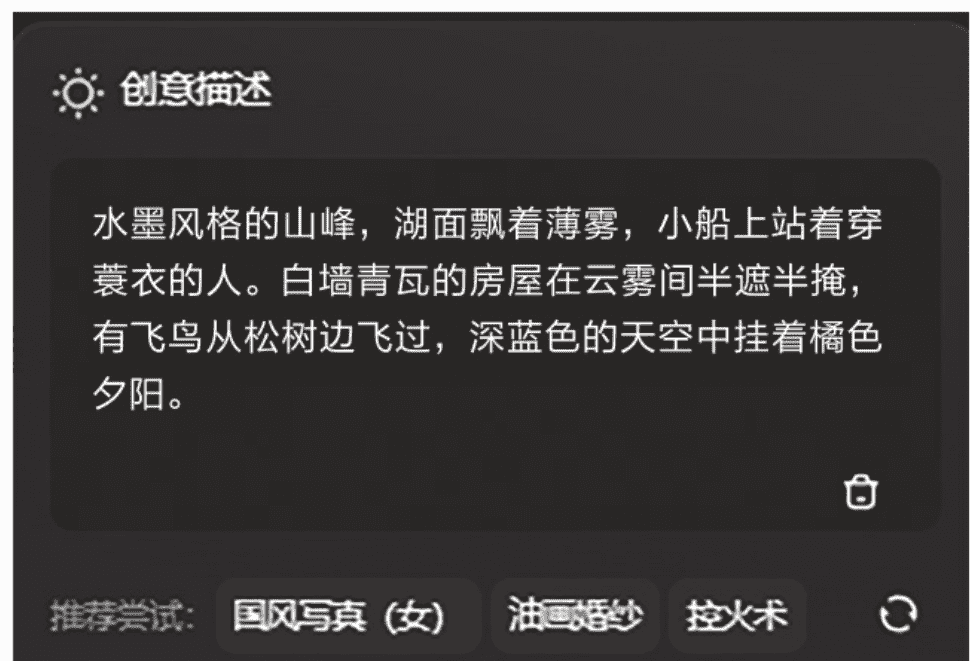 创意描述
水墨风格的山峰，湖面飘着薄雾，小船上站着穿
蓑衣的人。白墙青瓦的房屋在云雾间半遮半掩，
有飞鸟从松树边飞过，深蓝色的天空中挂着橘色
夕阳。
推荐尝试： 国风写真（女） 油画婚纱 控火术